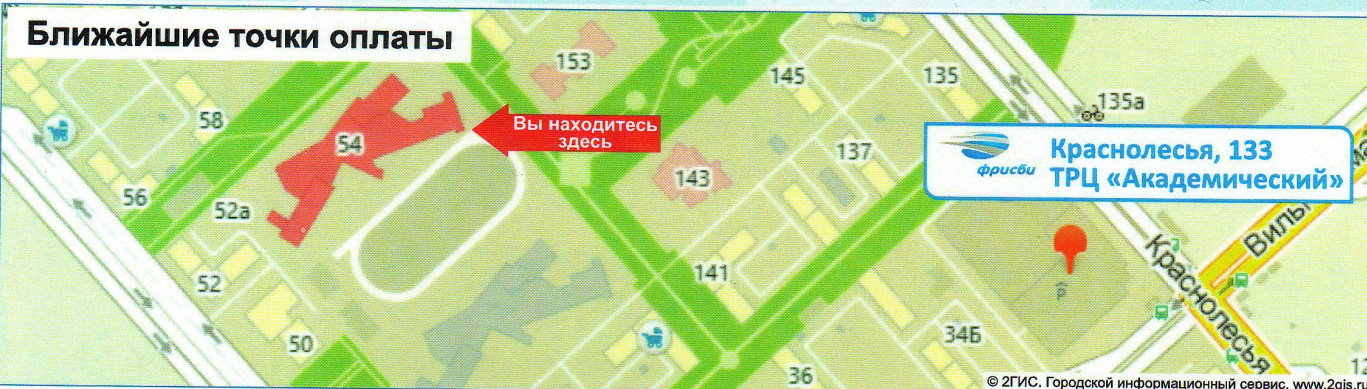 Ближайшие точки оплаты
153
145
135
135а
58
54
Вы находитесь
здесь
фрисби
Краснолесья, 133
ТРЦ «Академический»
137
143
56
52а
52
141
50
36
34Б
Краснолесья
© 2ГИС. Городской информационный сервис. www.2gis.ru